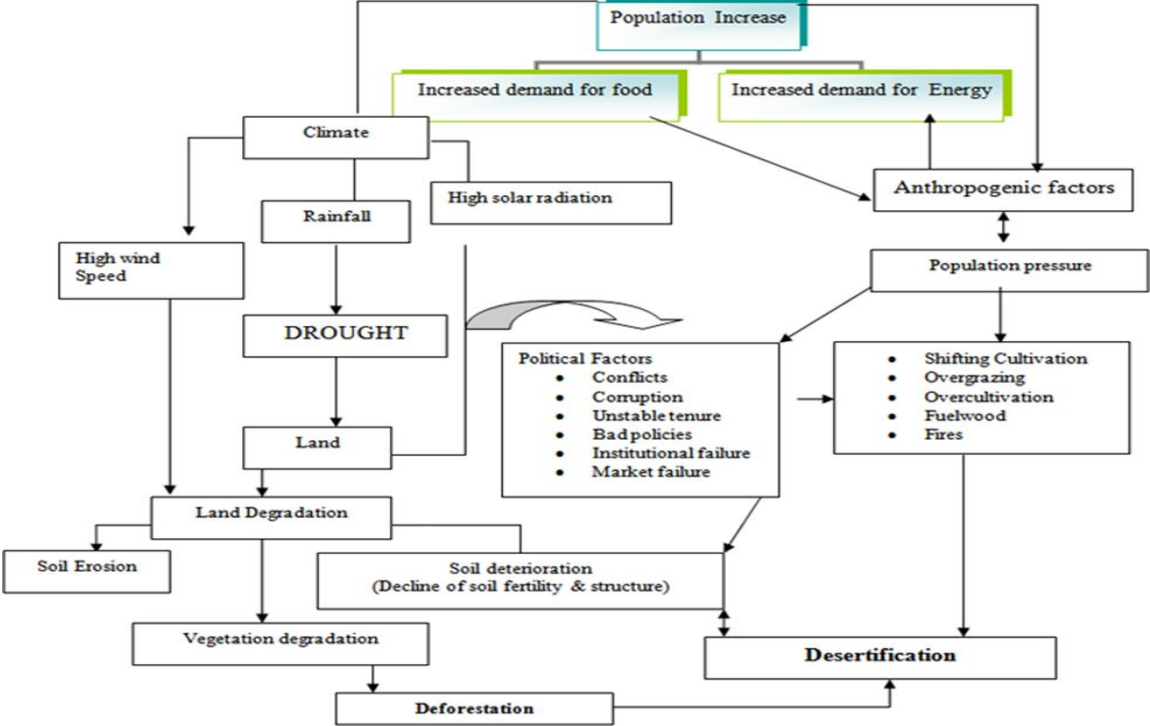 Population Increase
Increased demand for food
Increased demand for Energy
Climate
Anthropogenic factors
High solar radiation
Rainfall
High wind
Speed
Population pressure
DROUGHT
Political Factors
• Conflicts
• Corruption
• Unstable tenure
• Bad policies
• Institutional failure
• Market failure
• Shifting Cultivation
• Overgrazing
• Overcultivation
• Fuelwood
• Fires
Land
Land Degradation
Soil Erosion
Soil deterioration
(Decline of soil fertility & structure)
Vegetation degradation
Desertification
Deforestation